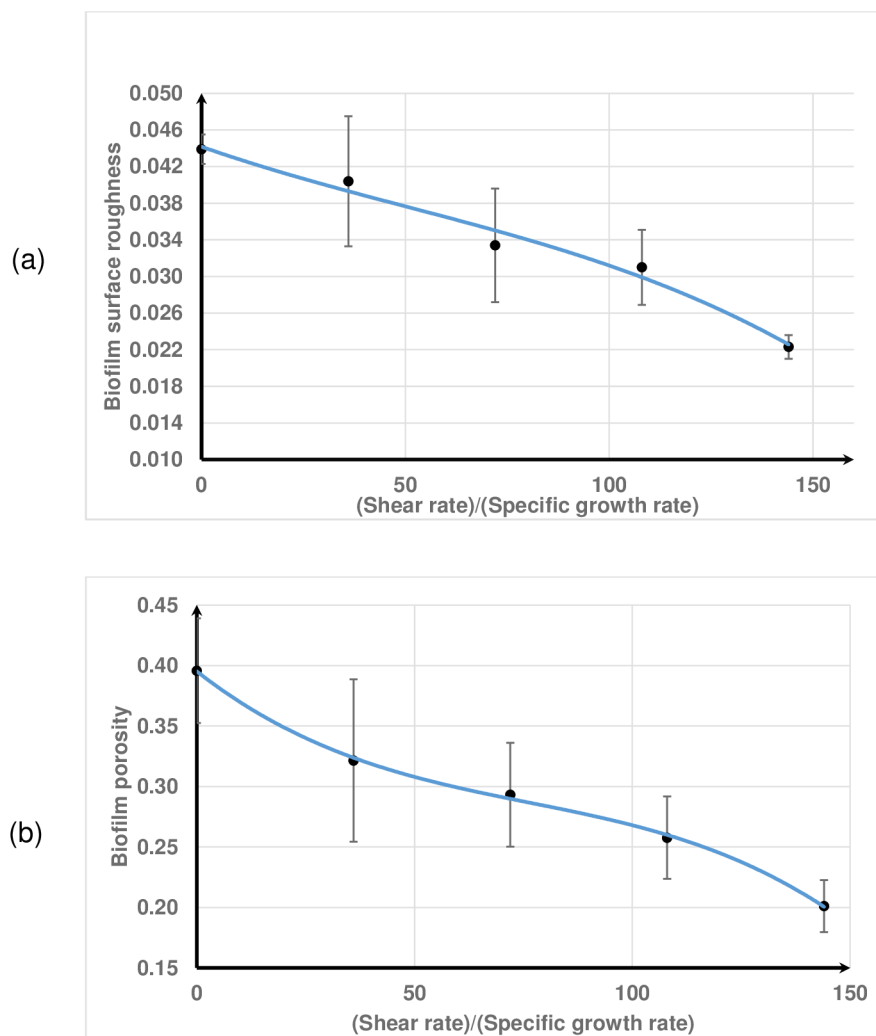 (a)
Biofilm surface roughness
0.050
0.046
0.042
0.038
0.034
0.030
0.026
0.022
0.018
0.014
0.010
0 50 100 150
(Shear rate)/(Specific growth rate)
(b)
Biofilm porosity
0.45
0.40
0.35
0.30
0.25
0.20
0.15
0 50 100 150
(Shear rate)/(Specific growth rate)